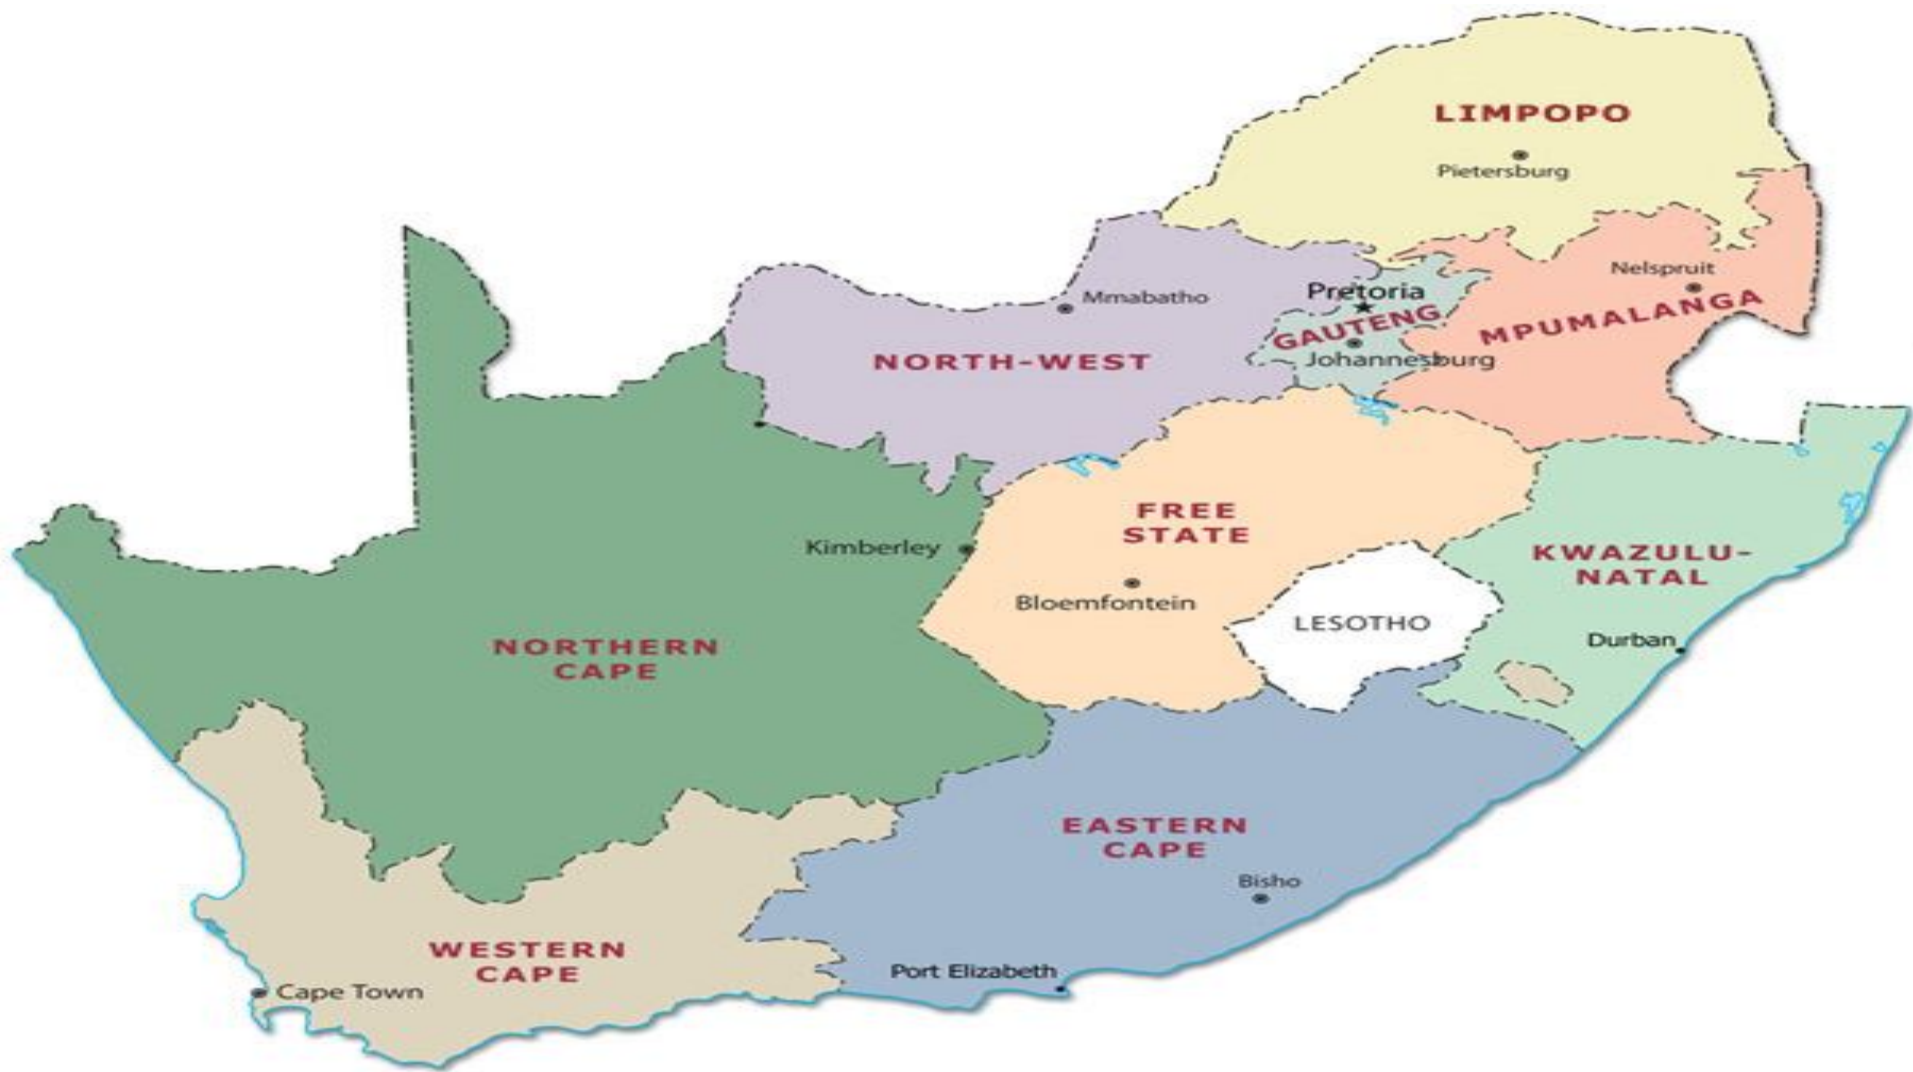 LIMPOPO
Pietersburg
Nelspruit
Pretoria
Mmabatho
MPUMALANGA
GAUTENG
Johannesburg
NORTH-WEST
FREE
STATE
Kimberley
KWAZULU-
NATAL
Bloemfontein
LESOTHO
Durban
NORTHERN
CAPE
EASTERN
CAPE
Bisho
WESTERN
CAPE
Port Elizabeth
Cape Town